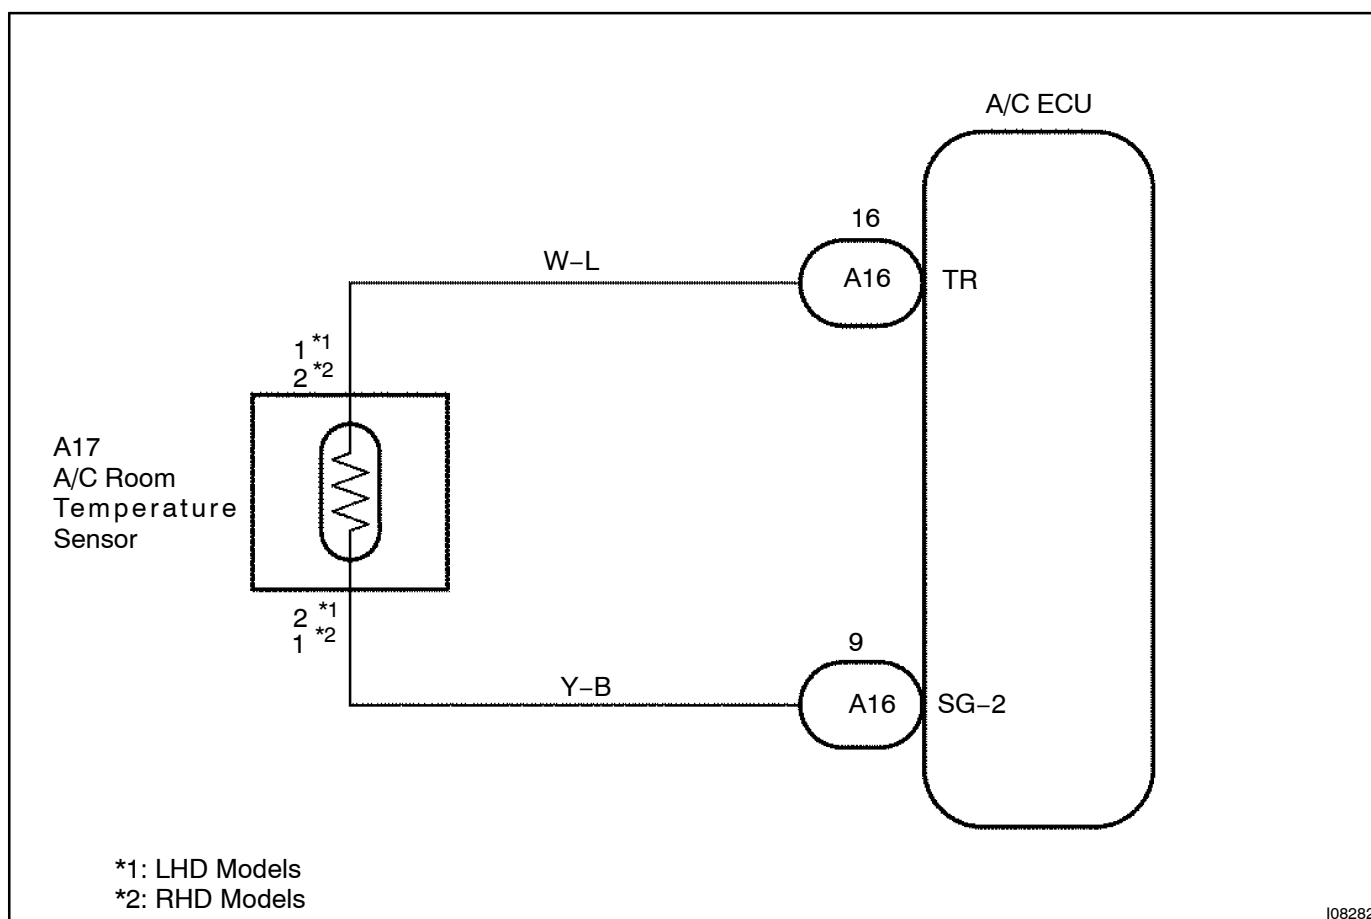 A/C ECU
16
W−L
A16
TR
1 *1
2 *2
A17
A/C Room
Temperature
Sensor
2 *1
1 *2
9
Y−B
A16
SG−2
*1: LHD Models
*2: RHD Models
I08282